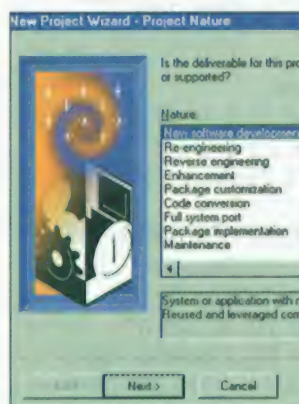 New Project Wizard - Project Nature
Is the deliverable for this pro
or supported?
Nature:
New software development
Re-engineering
Reverse engineering
Enhancement
Package customization
Code conversion
Full system port
Package implementation
Maintenance
System or application with n
Reused and leveraged com
Next >
Cancel